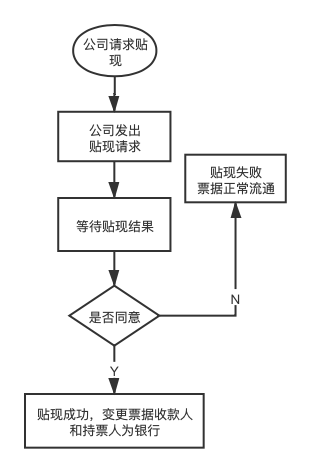 公司请求贴
现
公司发出
贴现请求
贴现失败
票据正常流通
等待贴现结果
是否同意
N
Y
贴现成功，变更票据收款人
和持票人为银行